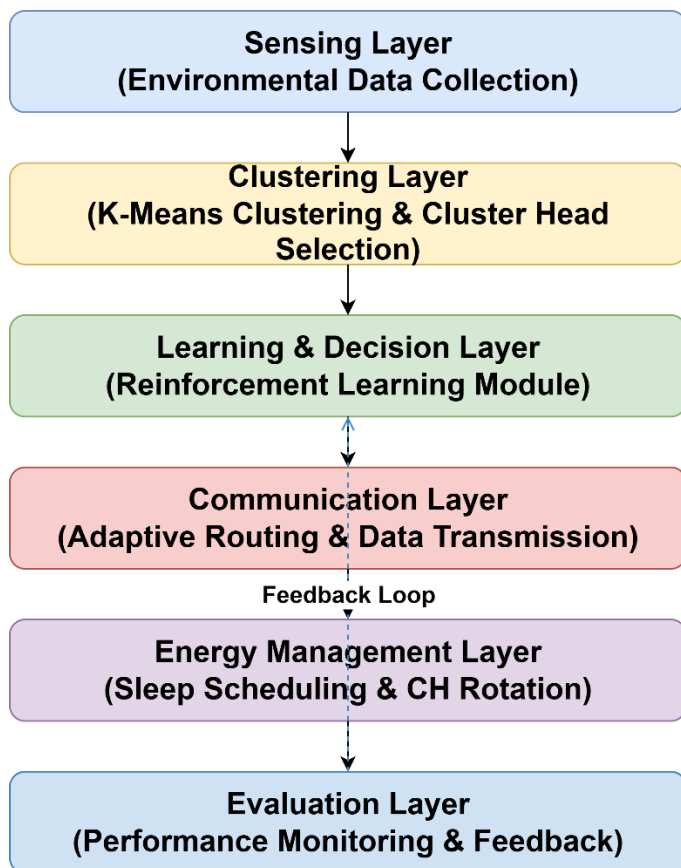 Sensing Layer
(Environmental Data Collection)
Clustering Layer
(K-Means Clustering & Cluster Head
Selection)
Learning & Decision Layer
(Reinforcement Learning Module)
Communication Layer
(Adaptive Routing & Data Transmission)
Feedback Loop
Energy Management Layer
(Sleep Scheduling & CH Rotation)
Evaluation Layer
(Performance Monitoring & Feedback)